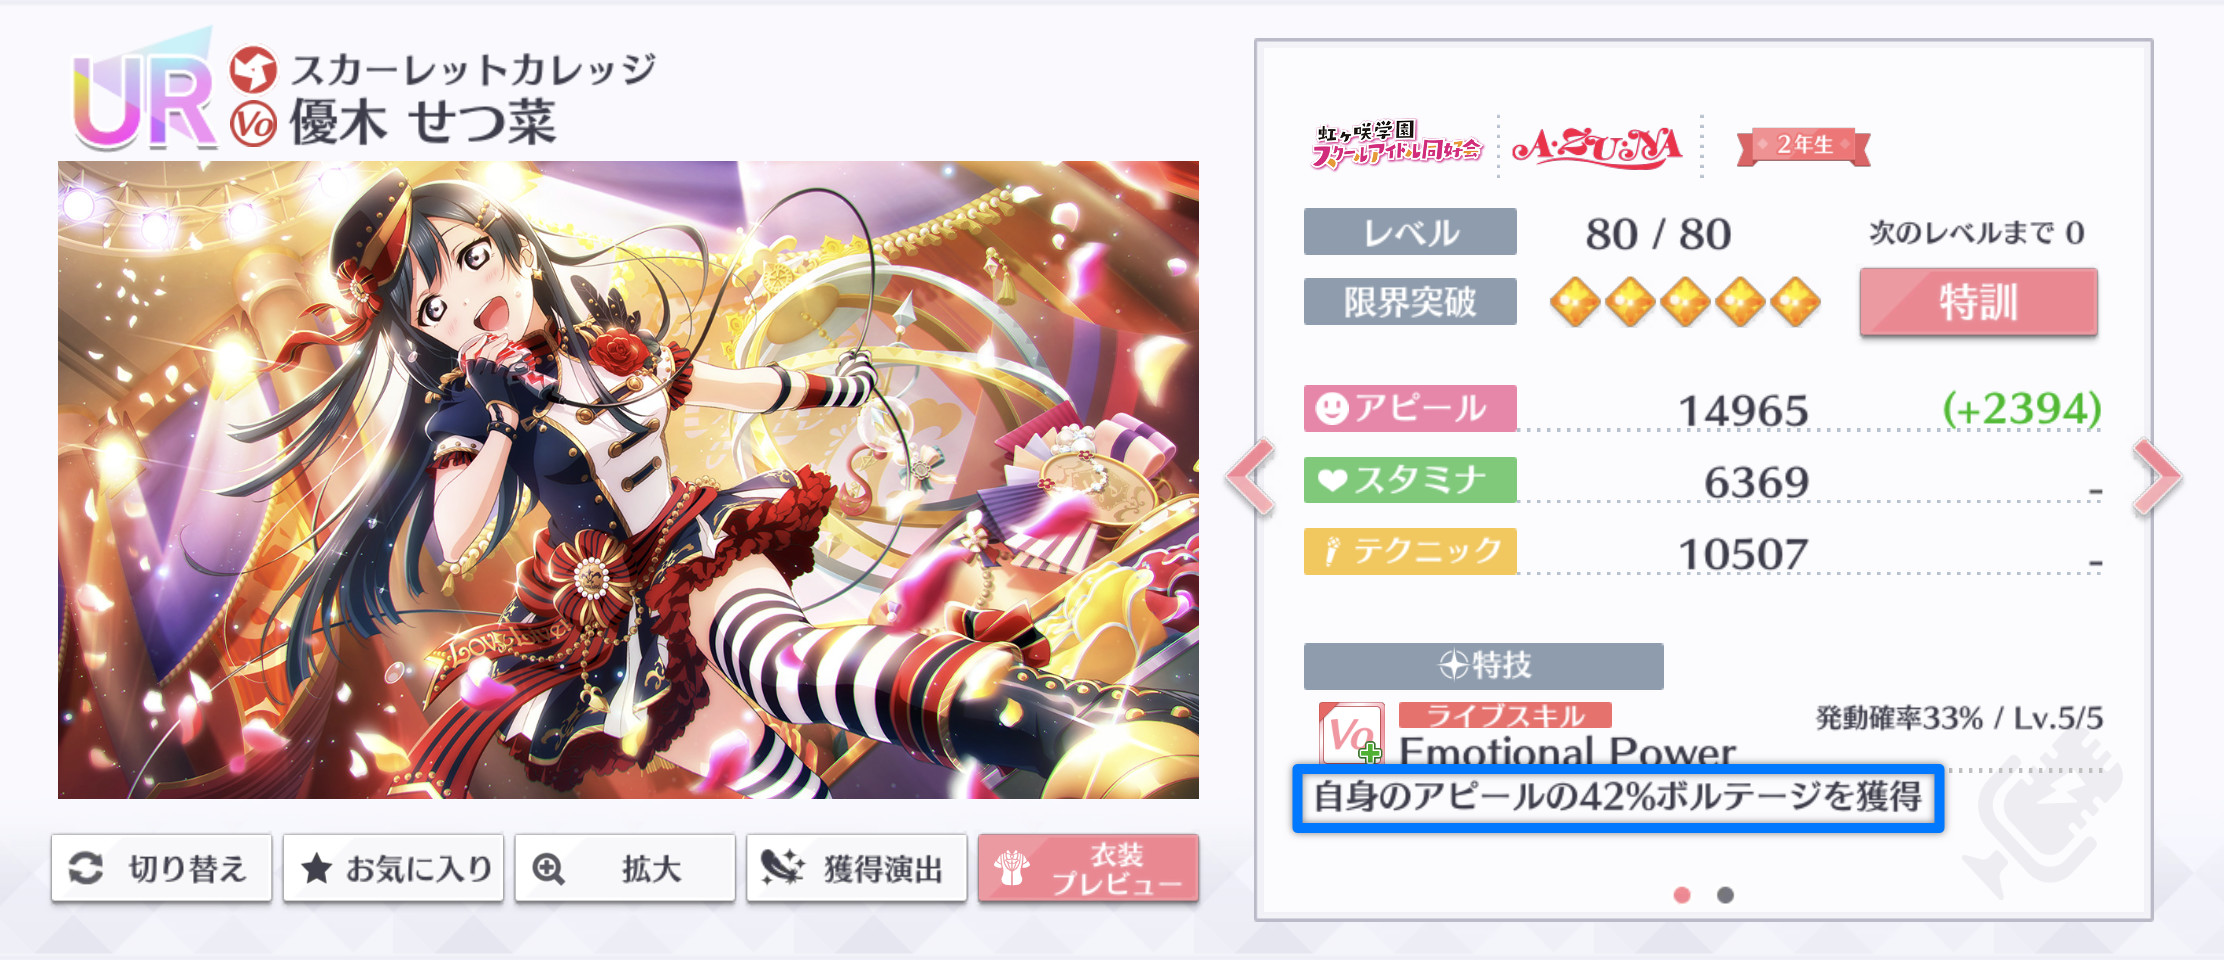 UR
スカーレットカレッジ
Vo
優木 せつ菜
LOVE LIVE!
切り替え
お気に入り
拡大
獲得演出
衣装
プレビュー
虹ヶ咲学園
スクールアイドル同好会
A・ZU・NA
2年生
レベル
80 / 80
次のレベルまで 0
限界突破
特訓
アピール
14965
(+2394)
スタミナ
6369
-
テクニック
10507
-
特技
Vo
ライブスキル
発動確率33% / Lv.5/5
Emotional Power
自身のアピールの42%ボルテージを獲得